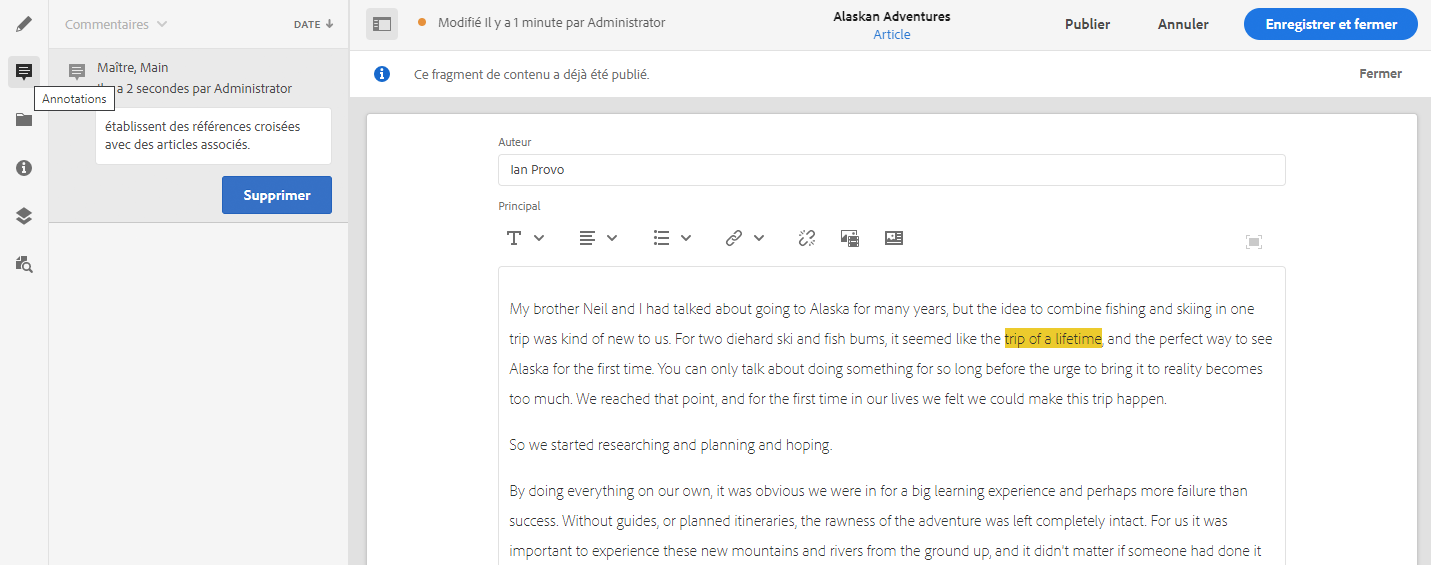 Commentaires
DATE
Maître, Main
a 2 secondes par Administrator
Annotations
établissent des références croisées
avec des articles associés.
Supprimer
Modifié Il y a 1 minute par Administrator
Alaskan Adventures
Article
Publier
Annuler
Enregistrer et fermer
Ce fragment de contenu a déjà été publié.
Fermer
Auteur
Ian Provo
Principal
My brother Neil and I had talked about going to Alaska for many years, but the idea to combine fishing and skiing in one
trip was kind of new to us. For two diehard ski and fish bums, it seemed like the trip of a lifetime, and the perfect way to see
Alaska for the first time. You can only talk about doing something for so long before the urge to bring it to reality becomes
too much. We reached that point, and for the first time in our lives we felt we could make this trip happen.
So we started researching and planning and hoping.
By doing everything on our own, it was obvious we were in for a big learning experience and perhaps more failure than
success. Without guides, or planned itineraries, the rawness of the adventure was left completely intact. For us it was
important to experience these new mountains and rivers from the ground up, and it didn't matter if someone had done it